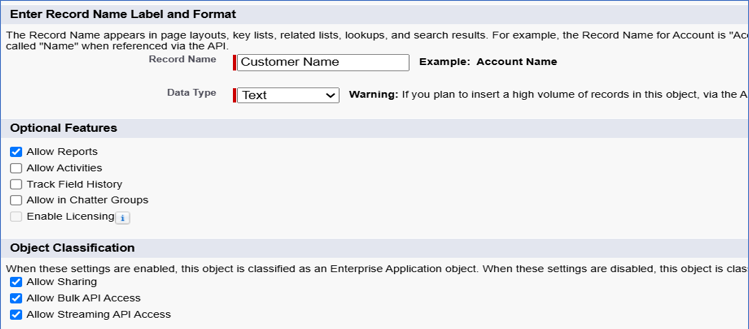 Enter Record Name Label and Format
The Record Name appears in page layouts, key lists, related lists, lookups, and search results. For example, the Record Name for Account is "Acc
called "Name" when referenced via the API.
Record Name Customer Name Example: Account Name
Data Type Text Warning: If you plan to insert a high volume of records in this object, via the A
Optional Features
Allow Reports
Allow Activities
Track Field History
Allow in Chatter Groups
Enable Licensing i
Object Classification
When these settings are enabled, this object is classified as an Enterprise Application object. When these settings are disabled, this object is clas
Allow Sharing
Allow Bulk API Access
Allow Streaming API Access